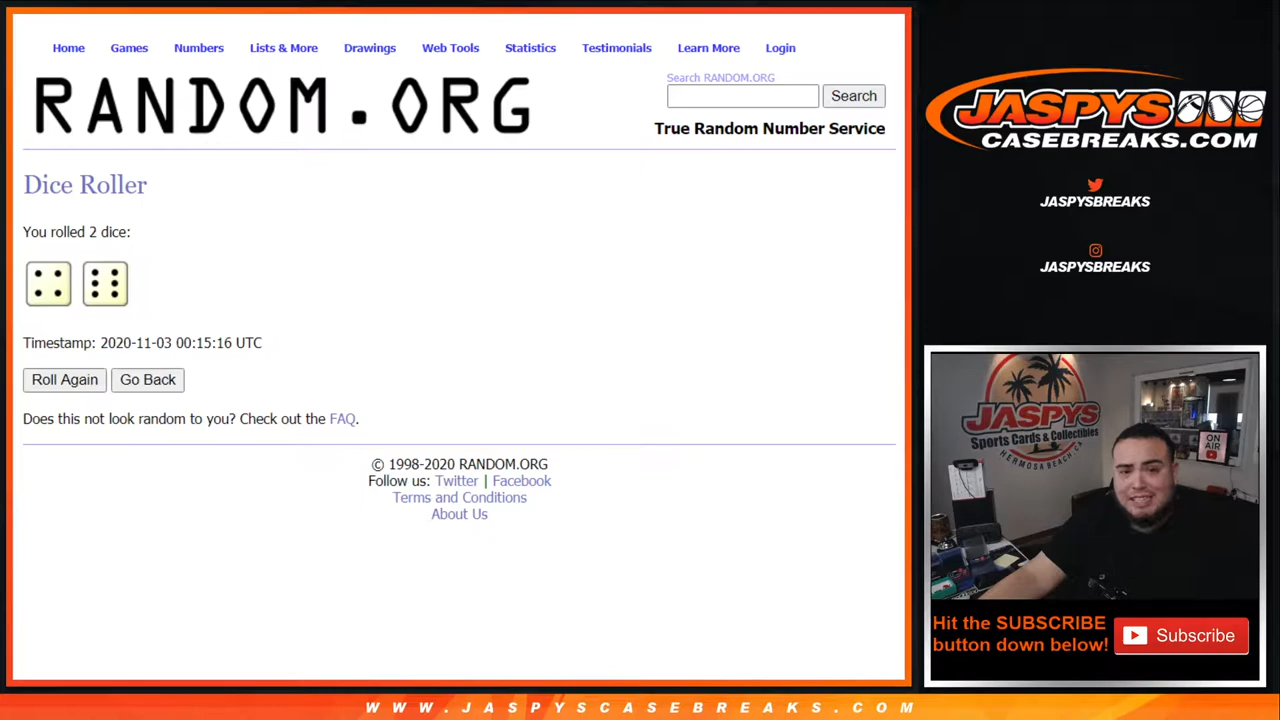 Home Games Numbers Lists & More Drawings Web Tools Statistics Testimonials Learn More Login
RANDOM.ORG
Search RANDOM.ORG
Search
True Random Number Service
Dice Roller
You rolled 2 dice:
Timestamp: 2020-11-03 00:15:16 UTC
Roll Again Go Back
Does this not look random to you? Check out the FAQ.
© 1998-2020 RANDOM.ORG
Follow us: Twitter | Facebook
Terms and Conditions
About Us
JASPYS
CASEBREAKS.COM
JASPYSBREAKS
JASPYSBREAKS
JASPYS
Sports Cards & Collectibles
HERMOSA BEACH, CA
ON
AIR
Hit the SUBSCRIBE
button down below!
Subscribe
WWW.JASPYSCASEBREAKS.COM